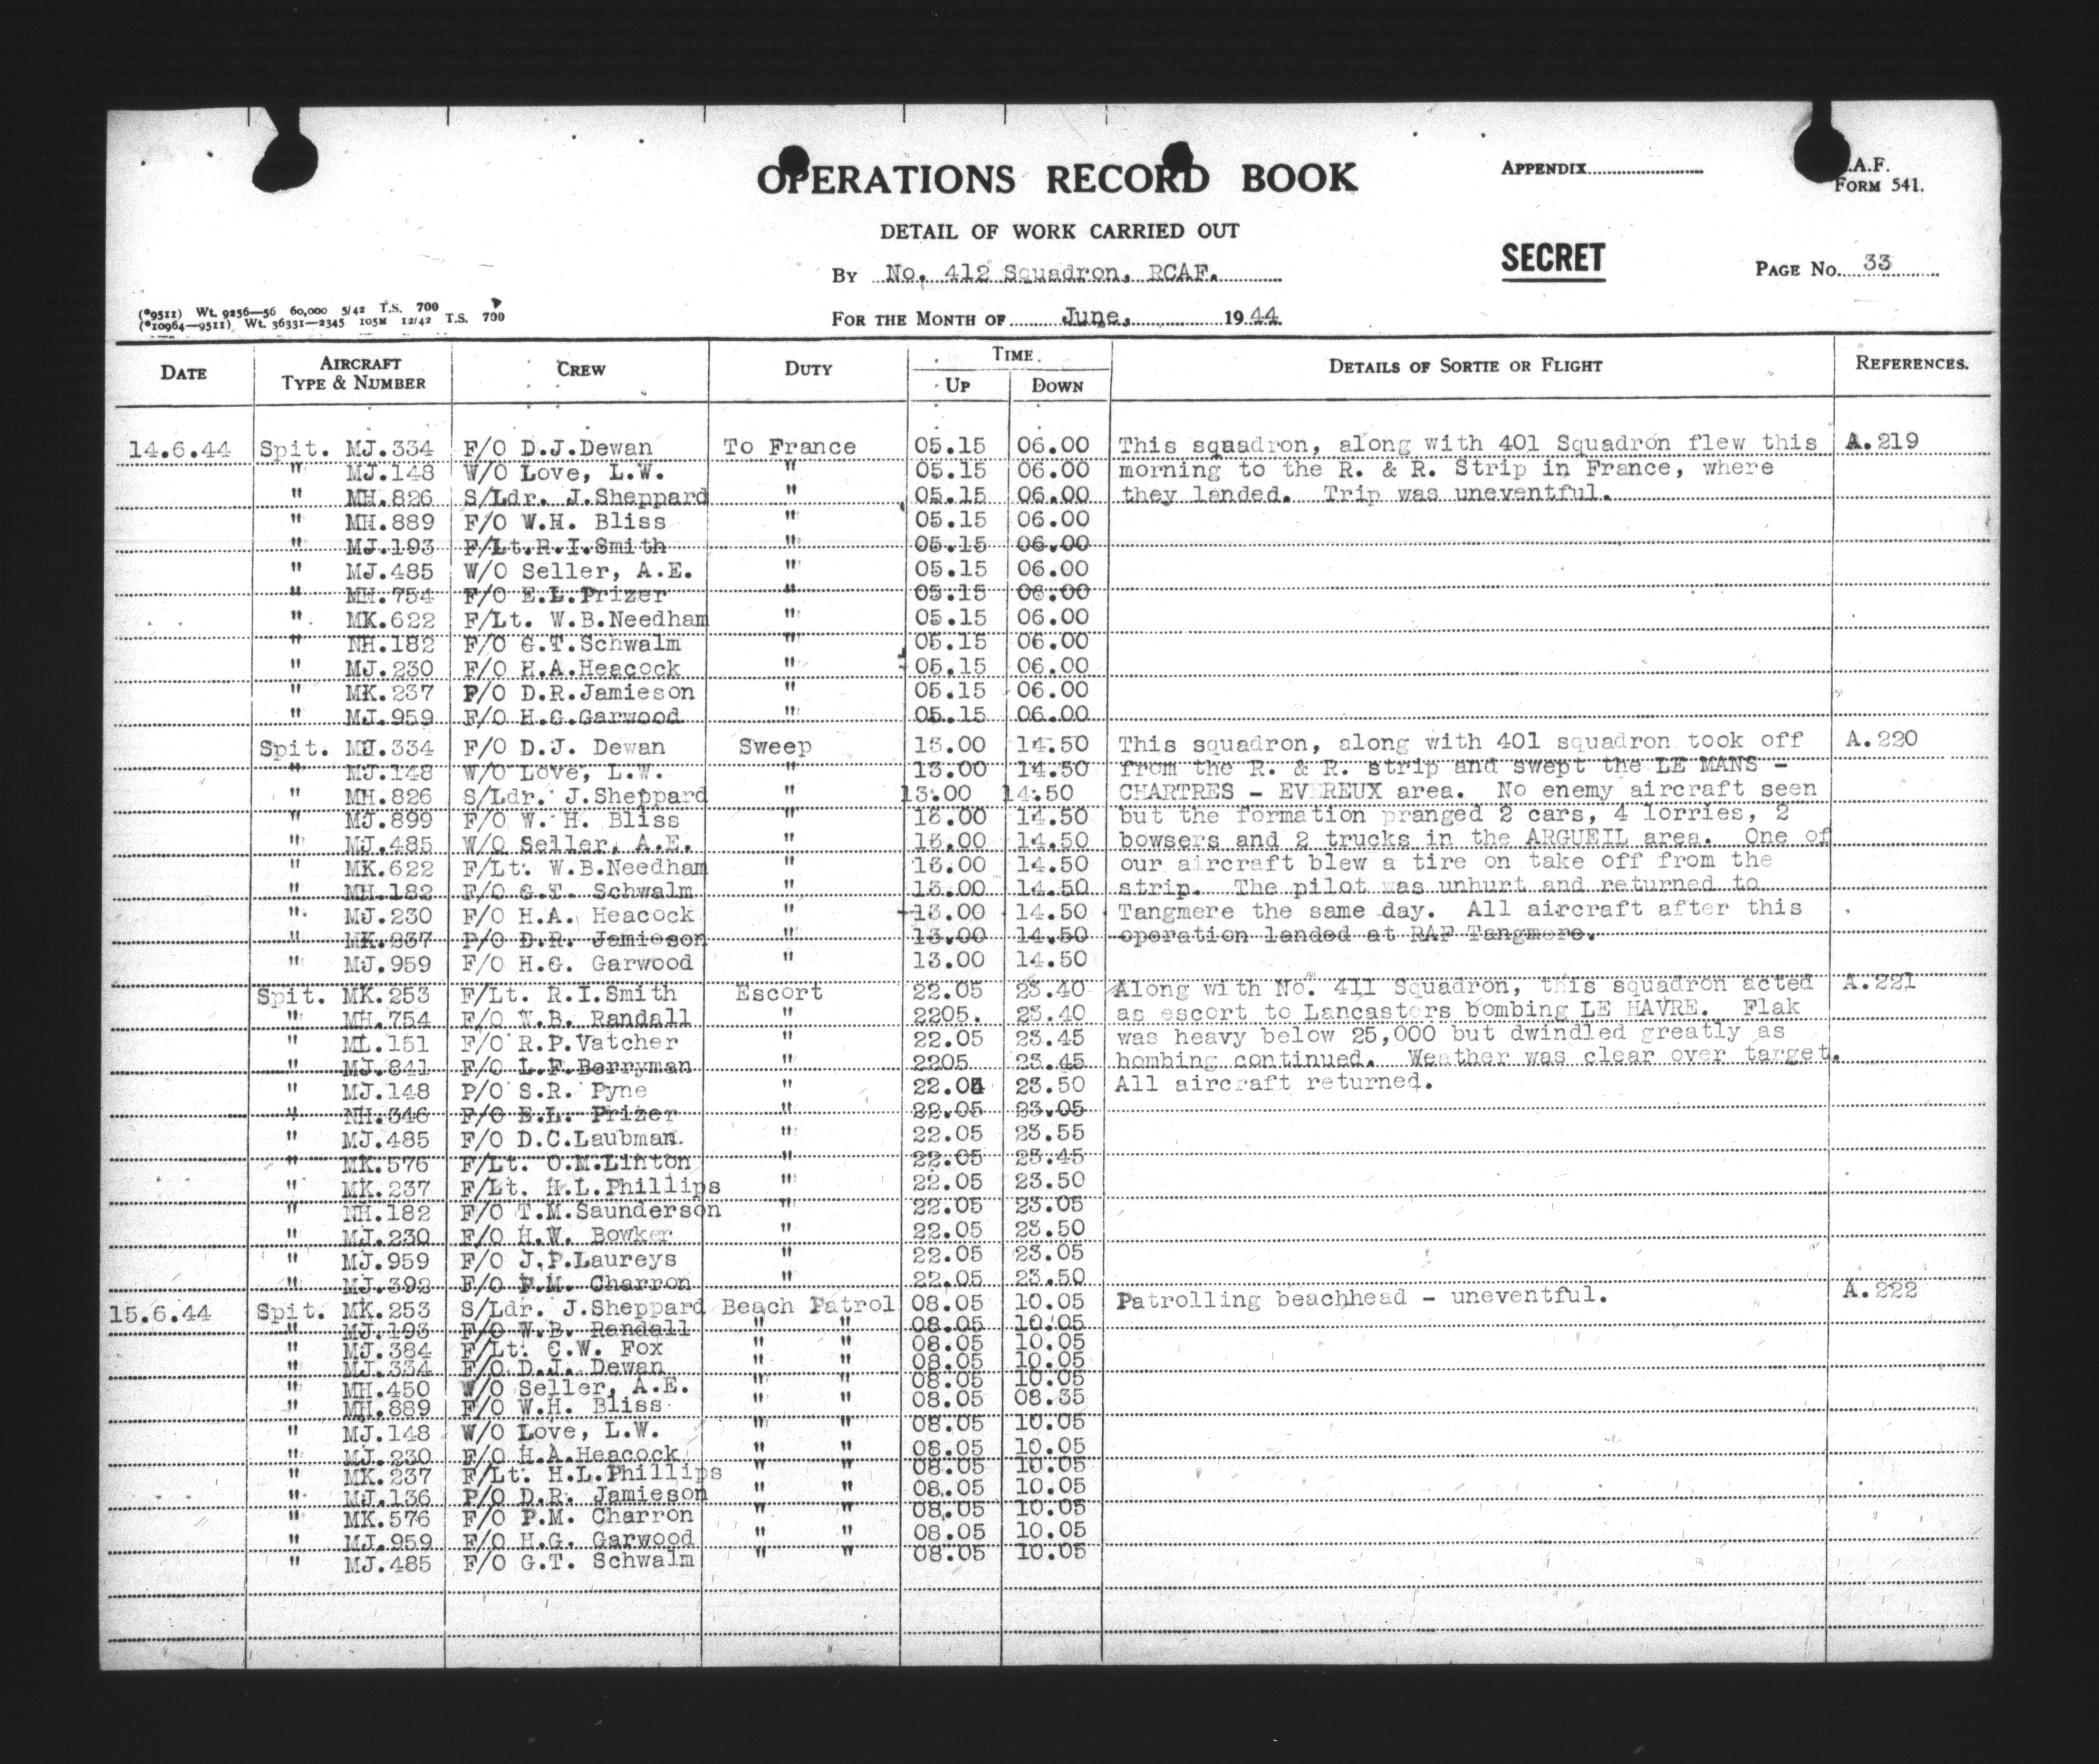 OPERATIONS RECORD BOOK
APPENDIX
.A.F.
FORM 541.
DETAIL OF WORK CARRIED OUT
SECRET
BY No. 412 Squadron, RCAF.
PAGE No. 33
(*9511) Wt. 9256—56 60,000 5/42 T.S. 700
(*10964—9511) Wt. 36331—2345 105M 12/42 T.S. 700
FOR THE MONTH OF June, 1944
DATE AIRCRAFT TYPE & NUMBER CREW DUTY TIME UP DOWN DETAILS OF SORTIE OR FLIGHT REFERENCES.
14.6.44 Spit. MJ.334 F/O D.J.Dewan To France 05.15 06.00 This sqaadron, along with 401 Squadron flew this A.219
" MJ.148 W/O Love, L.W. " 05.15 06.00 morning to the R. & R. Strip in France, where
" MH.826 S/Ldr. J.Sheppard " 05.15 06.00 they landed. Trip was uneventful.
" MH.889 F/O W.H. Bliss " 05.15 06.00
" MJ.193 F/Lt.R.I.Smith " 05.15 06.00
" MJ.485 W/O Seller, A.E. " 05.15 06.00
" MH.754 F/O E.L.Prizer " 05.15 06.00
" MK.622 F/Lt. W.B.Needham " 05.15 06.00
" NH.182 F/O G.T.Schwalm " 05.15 06.00
" MJ.230 F/O H.A.Heacock " 05.15 06.00
" MK.237 P/O D.R.Jamieson " 05.15 06.00
" MJ.959 F/O H.G.Garwood " 05.15 06.00
Spit. MJ.334 F/O D.J. Dewan Sweep 13.00 14.50 This squadron, along with 401 squadron took off A.220
" MJ.148 W/O Love, L.W. " 13.00 14.50 from the R. & R. strip and swept the LE MANS -
" MH.826 S/Ldr. J.Sheppard " 13.00 14.50 CHARTRES - EVEREUX area. No enemy aircraft seen
" MJ.899 F/O W. H. Bliss " 13.00 14.50 but the formation pranged 2 cars, 4 lorries, 2
" MJ.485 W/O Seller, A.E. " 13.00 14.50 bowsers and 2 trucks in the ARGUEIL area. One of
" MK.622 F/Lt. W.B.Needham " 13.00 14.50 our aircraft blew a tire on take off from the
" MH.182 F/O G.T. Schwalm " 13.00 14.50 strip. The pilot was unhurt and returned to
" MJ.230 F/O H.A. Heacock " 13.00 14.50 Tangmere the same day. All aircraft after this
" MK.237 P/O D.R. Jamieson " 13.00 14.50 operation landed at RAF Tangmere.
" MJ.959 F/O H.G. Garwood " 13.00 14.50
Spit. MK.253 F/Lt. R.I.Smith Escort 22.05 23.40 Along with No. 411 Squadron, this squadron acted A.221
" MH.754 F/O W.B. Randall " 2205. 23.40 as escort to Lancasters bombing LE HAVRE. Flak
" ML.151 F/O R.P.Vatcher " 22.05 23.45 was heavy below 25,000 but dwindled greatly as
" MJ.841 F/O L.F.Berryman " 2205 23.45 bombing continued. Weather was clear over target.
" MJ.148 P/O S.R. Pyne " 22.05 23.50 All aircraft returned.
" NH.346 F/O E.L. Prizer " 22.05 23.05
" MJ.485 F/O D.C.Laubman. " 22.05 23.55
" MK.576 F/Lt. O.M.Linton " 22.05 23.45
" MK.237 F/Lt. H.L.Phillips " 22.05 23.50
" NH.182 F/O T.M.Saunderson " 22.05 23.05
" MJ.230 F/O H.W. Bowker " 22.05 23.50
" MJ.959 F/O J.P.Laureys " 22.05 23.05
" MJ.392 F/O P.M. Charron " 22.05 23.50
15.6.44 Spit. MK.253 S/Ldr. J.Sheppard Beach Patrol 08.05 10.05 Patrolling beachhead - uneventful. A.222
" MJ.193 F/O W.B. Randall " " 08.05 10.05
" MJ.384 F/Lt. C.W. Fox " " 08.05 10.05
" MJ.334 F/O D.J. Dewan " " 08.05 10.05
" MH.450 W/O Seller, A.E. " " 08.05 10.05
" MH.889 F/O W.H. Bliss " " 08.05 08.35
" MJ.148 W/O Love, L.W. " " 08.05 10.05
" MJ.230 F/O H.A.Heacock " " 08.05 10.05
" MK.237 F/Lt. H.L.Phillips " " 08.05 10.05
" MJ.136 P/O D.R. Jamieson " " 08.05 10.05
" MK.576 F/O P.M. Charron " " 08.05 10.05
" MJ.959 F/O H.G. Garwood " " 08.05 10.05
" MJ.485 F/O G.T. Schwalm " " 08.05 10.05